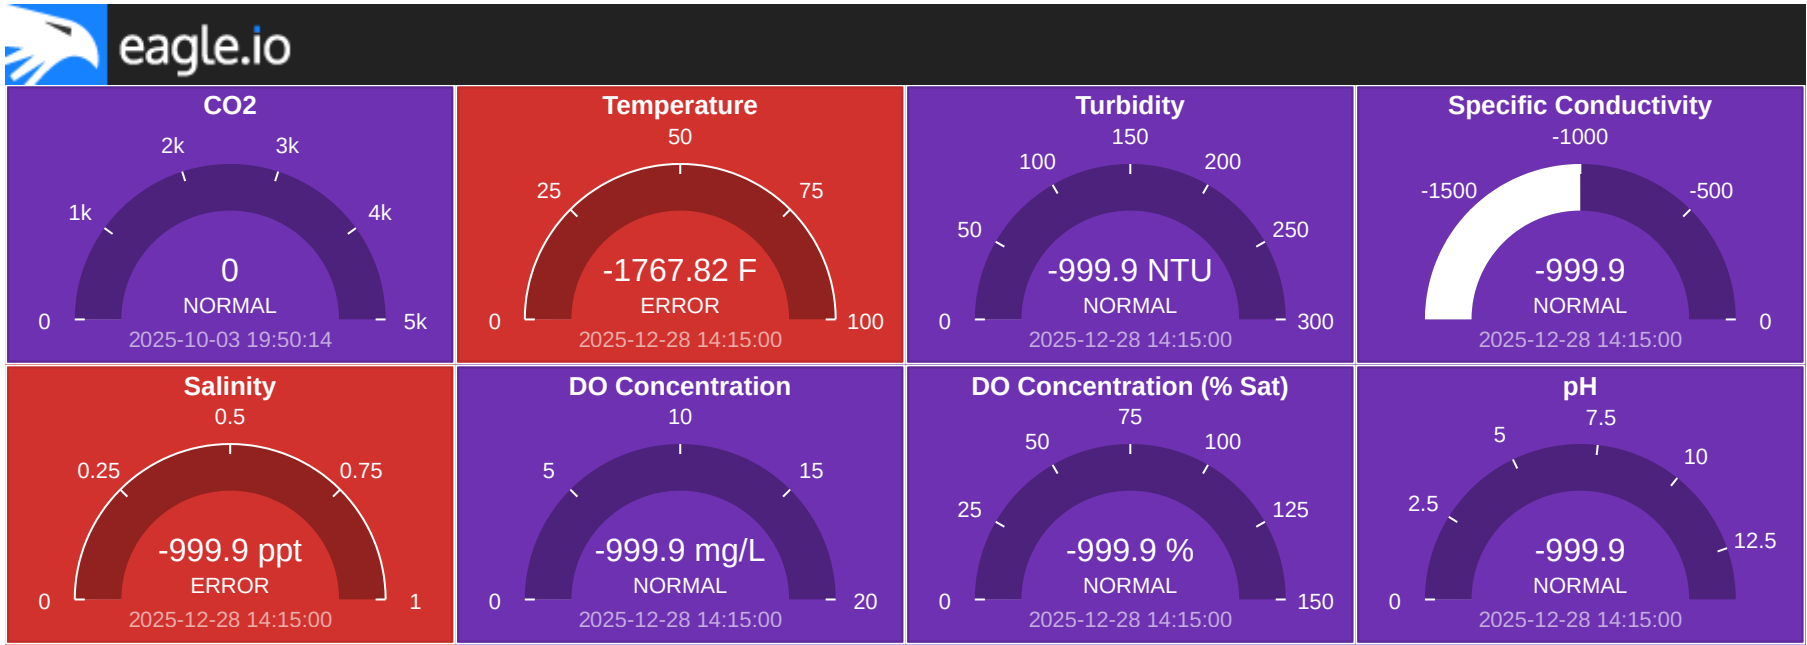 eagle.io
CO2
0
1k
2k
3k
4k
5k
0
NORMAL
2025-10-03 19:50:14
Temperature
0
25
50
75
100
-1767.82 F
ERROR
2025-12-28 14:15:00
Turbidity
0
50
100
150
200
250
300
-999.9 NTU
NORMAL
2025-12-28 14:15:00
Specific Conductivity
-1500
-1000
-500
0
-999.9
NORMAL
2025-12-28 14:15:00
Salinity
0
0.25
0.5
0.75
1
-999.9 ppt
ERROR
2025-12-28 14:15:00
DO Concentration
0
5
10
15
20
-999.9 mg/L
NORMAL
2025-12-28 14:15:00
DO Concentration (% Sat)
0
25
50
75
100
125
150
-999.9 %
NORMAL
2025-12-28 14:15:00
pH
0
2.5
5
7.5
10
12.5
-999.9
NORMAL
2025-12-28 14:15:00